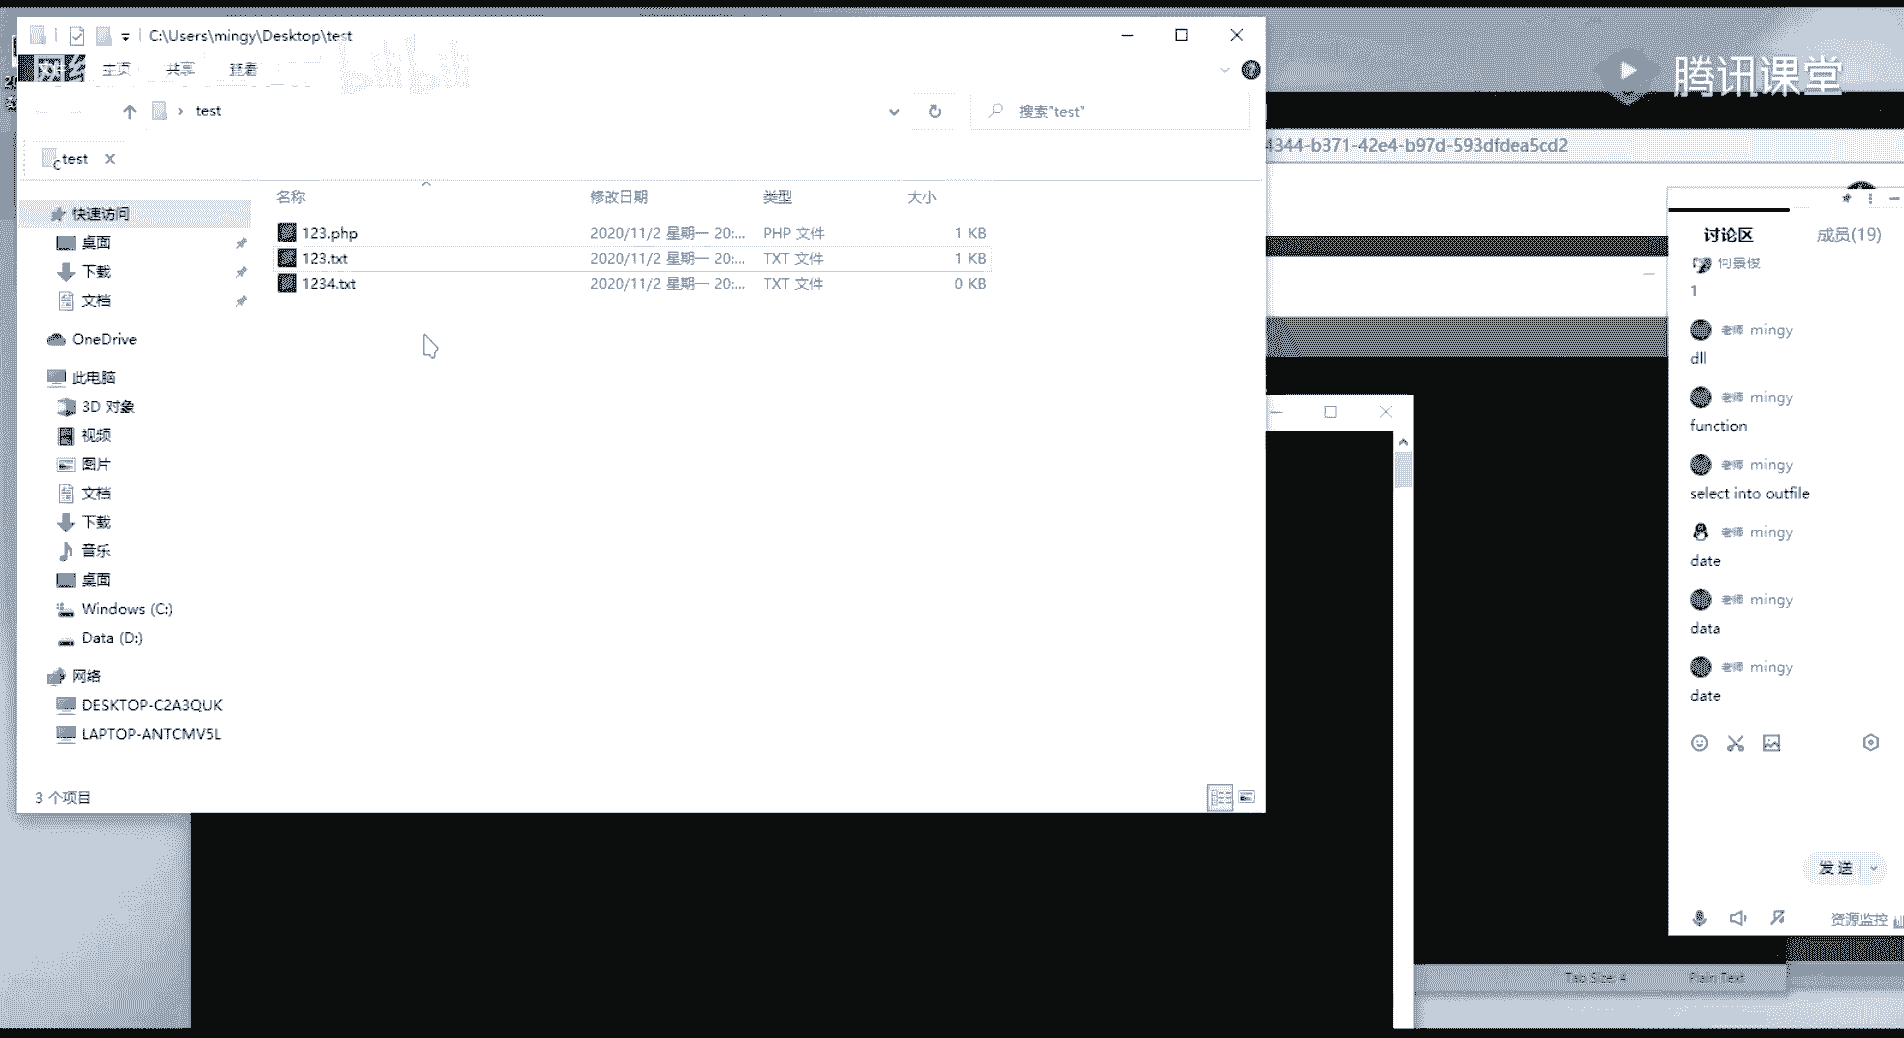 C:\Users\mingy\Desktop\test
主页 共享 查看
bilibili
腾讯课堂
test
搜索"test"
test
4344-b371-42e4-b97d-593dfdea5cd2
名称 修改日期 类型 大小
快速访问
桌面
下载
文档
OneDrive
此电脑
3D 对象
视频
图片
文档
下载
音乐
桌面
Windows (C:)
Data (D:)
网络
DESKTOP-C2A3QUK
LAPTOP-ANTCMV5L
123.php 2020/11/2 星期一 20:... PHP 文件 1 KB
123.txt 2020/11/2 星期一 20:... TXT 文件 1 KB
1234.txt 2020/11/2 星期一 20:... TXT 文件 0 KB
3 个项目
讨论区 成员(19)
何景俊
1
老师 mingy
dll
老师 mingy
function
老师 mingy
select into outfile
老师 mingy
date
老师 mingy
data
老师 mingy
date
发送
资源监控
Tab Size: 4 Plain Text